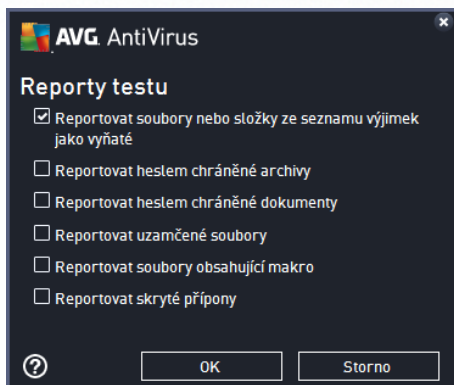 AVG AntiVirus
Reporty testu
Reportovat soubory nebo složky ze seznamu výjimek
jako vyňaté
Reportovat heslem chráněné archivy
Reportovat heslem chráněné dokumenty
Reportovat uzamčené soubory
Reportovat soubory obsahující makro
Reportovat skryté přípony
OK Storno